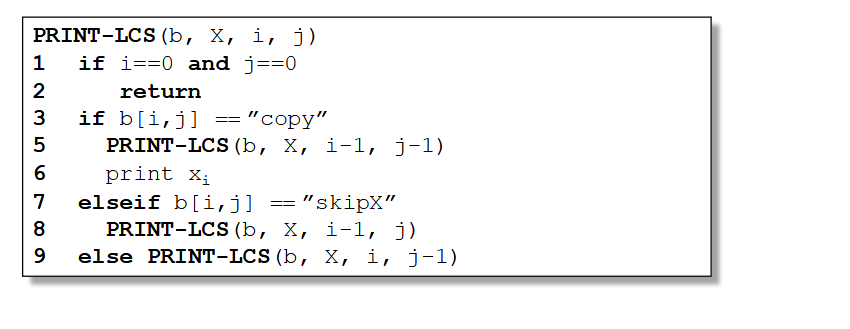 PRINT-LCS(b, X, i, j)
1 if i==0 and j==0
2 return
3 if b[i,j] == ”copy”
5 PRINT-LCS(b, X, i-1, j-1)
6 print xi
7 elseif b[i,j] == ”skipX”
8 PRINT-LCS(b, X, i-1, j)
9 else PRINT-LCS(b, X, i, j-1)